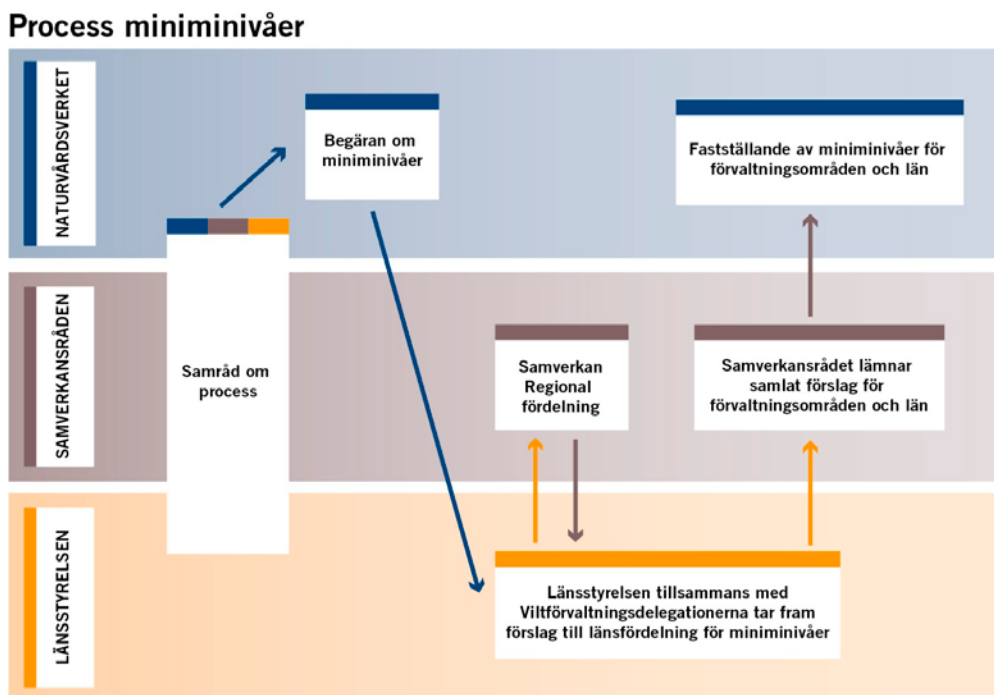 Process miniminivåer
NATURVÅRDSVERKET
Begäran om
miniminivåer
Fastställande av miniminivåer för
förvaltningsområden och län
SAMVERKANSRÅDEN
Samråd om
process
Samverkan
Regional
fördelning
Samverkansrådet lämnar
samlat förslag för
förvaltningsområden och län
LÄNSSTYRELSEN
Länsstyrelsen tillsammans med
Viltförvaltningsdelegationerna tar fram
förslag till länsfördelning för miniminivåer